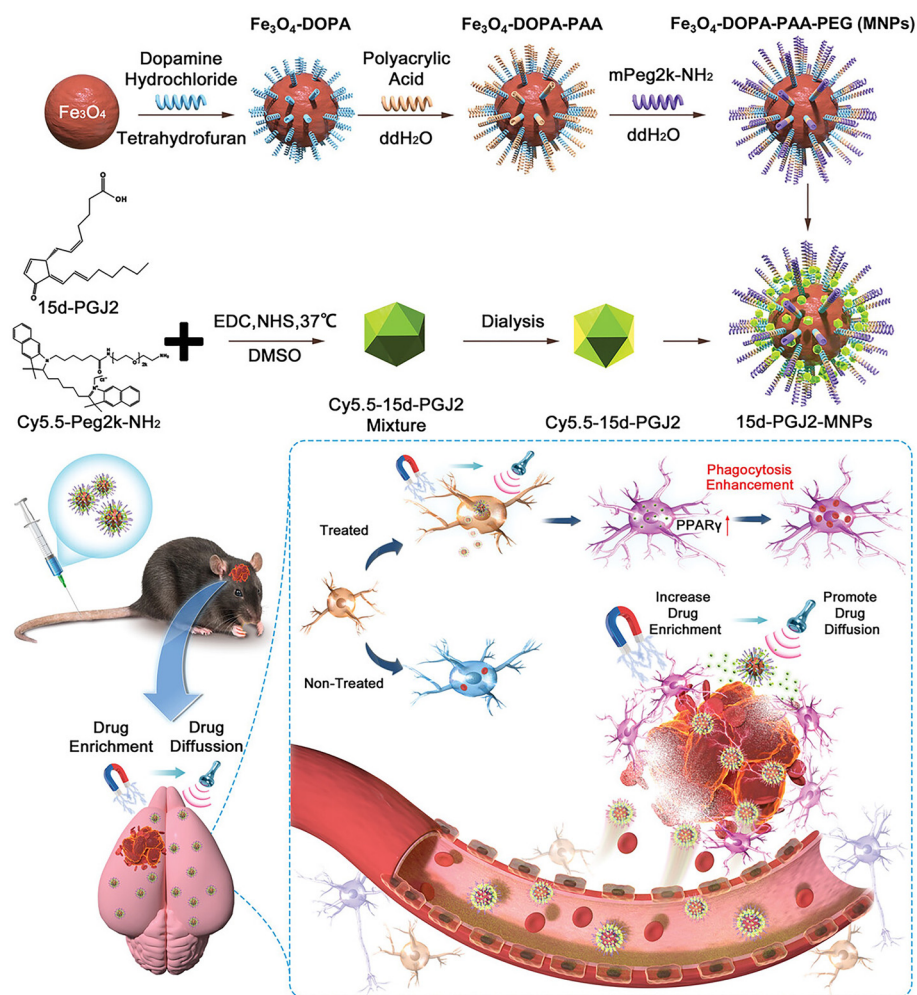 Fe₃O₄-DOPA
Fe₃O₄-DOPA-PAA
Fe₃O₄-DOPA-PAA-PEG (MNPs)
Fe₃O₄
Dopamine
Hydrochloride
Tetrahydrofuran
Polyacrylic
Acid
ddH₂O
mPeg2k-NH₂
ddH₂O
O
OH
O
15d-PGJ2
EDC,NHS,37℃
DMSO
Dialysis
Cy5.5-Peg2k-NH₂
Cy5.5-15d-PGJ2
Mixture
Cy5.5-15d-PGJ2
15d-PGJ2-MNPs
Treated
Non-Treated
PPARγ
Phagocytosis
Enhancement
Increase
Drug
Enrichment
Promote
Drug
Diffusion
Drug
Enrichment
Drug
Diffussion